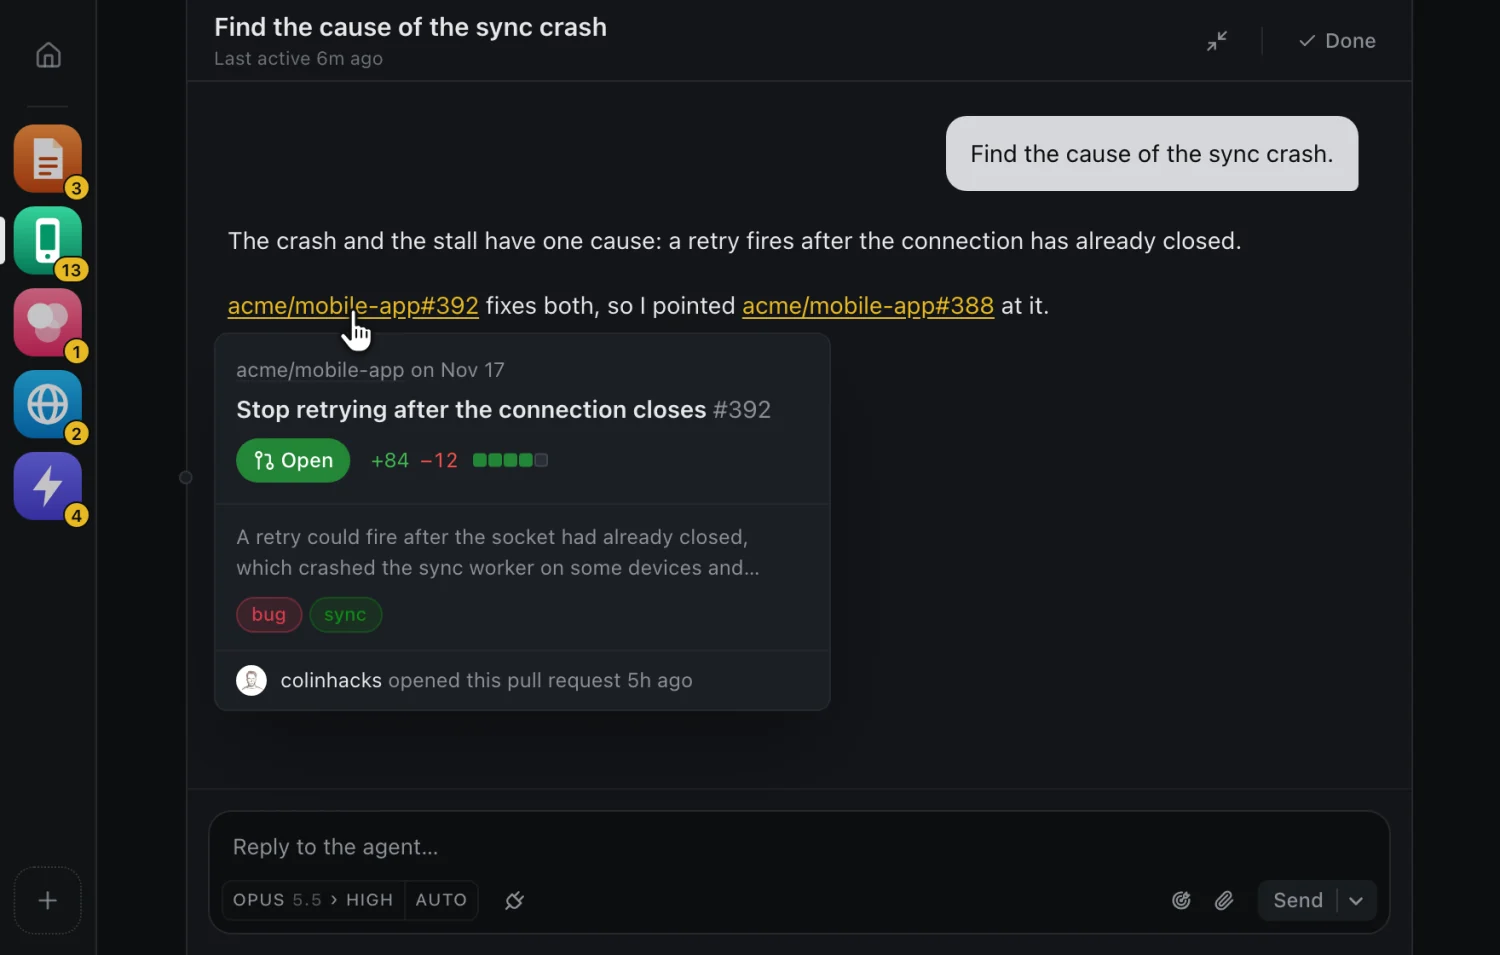 Find the cause of the sync crash
Last active 6m ago
Done
3
13
1
2
4
Find the cause of the sync crash.
The crash and the stall have one cause: a retry fires after the connection has already closed.
acme/mobile-app#392 fixes both, so I pointed acme/mobile-app#388 at it.
acme/mobile-app on Nov 17
Stop retrying after the connection closes #392
Open +84 −12
A retry could fire after the socket had already closed,
which crashed the sync worker on some devices and...
bug sync
colinhacks opened this pull request 5h ago
Reply to the agent...
OPUS 5.5 › HIGH AUTO
Send